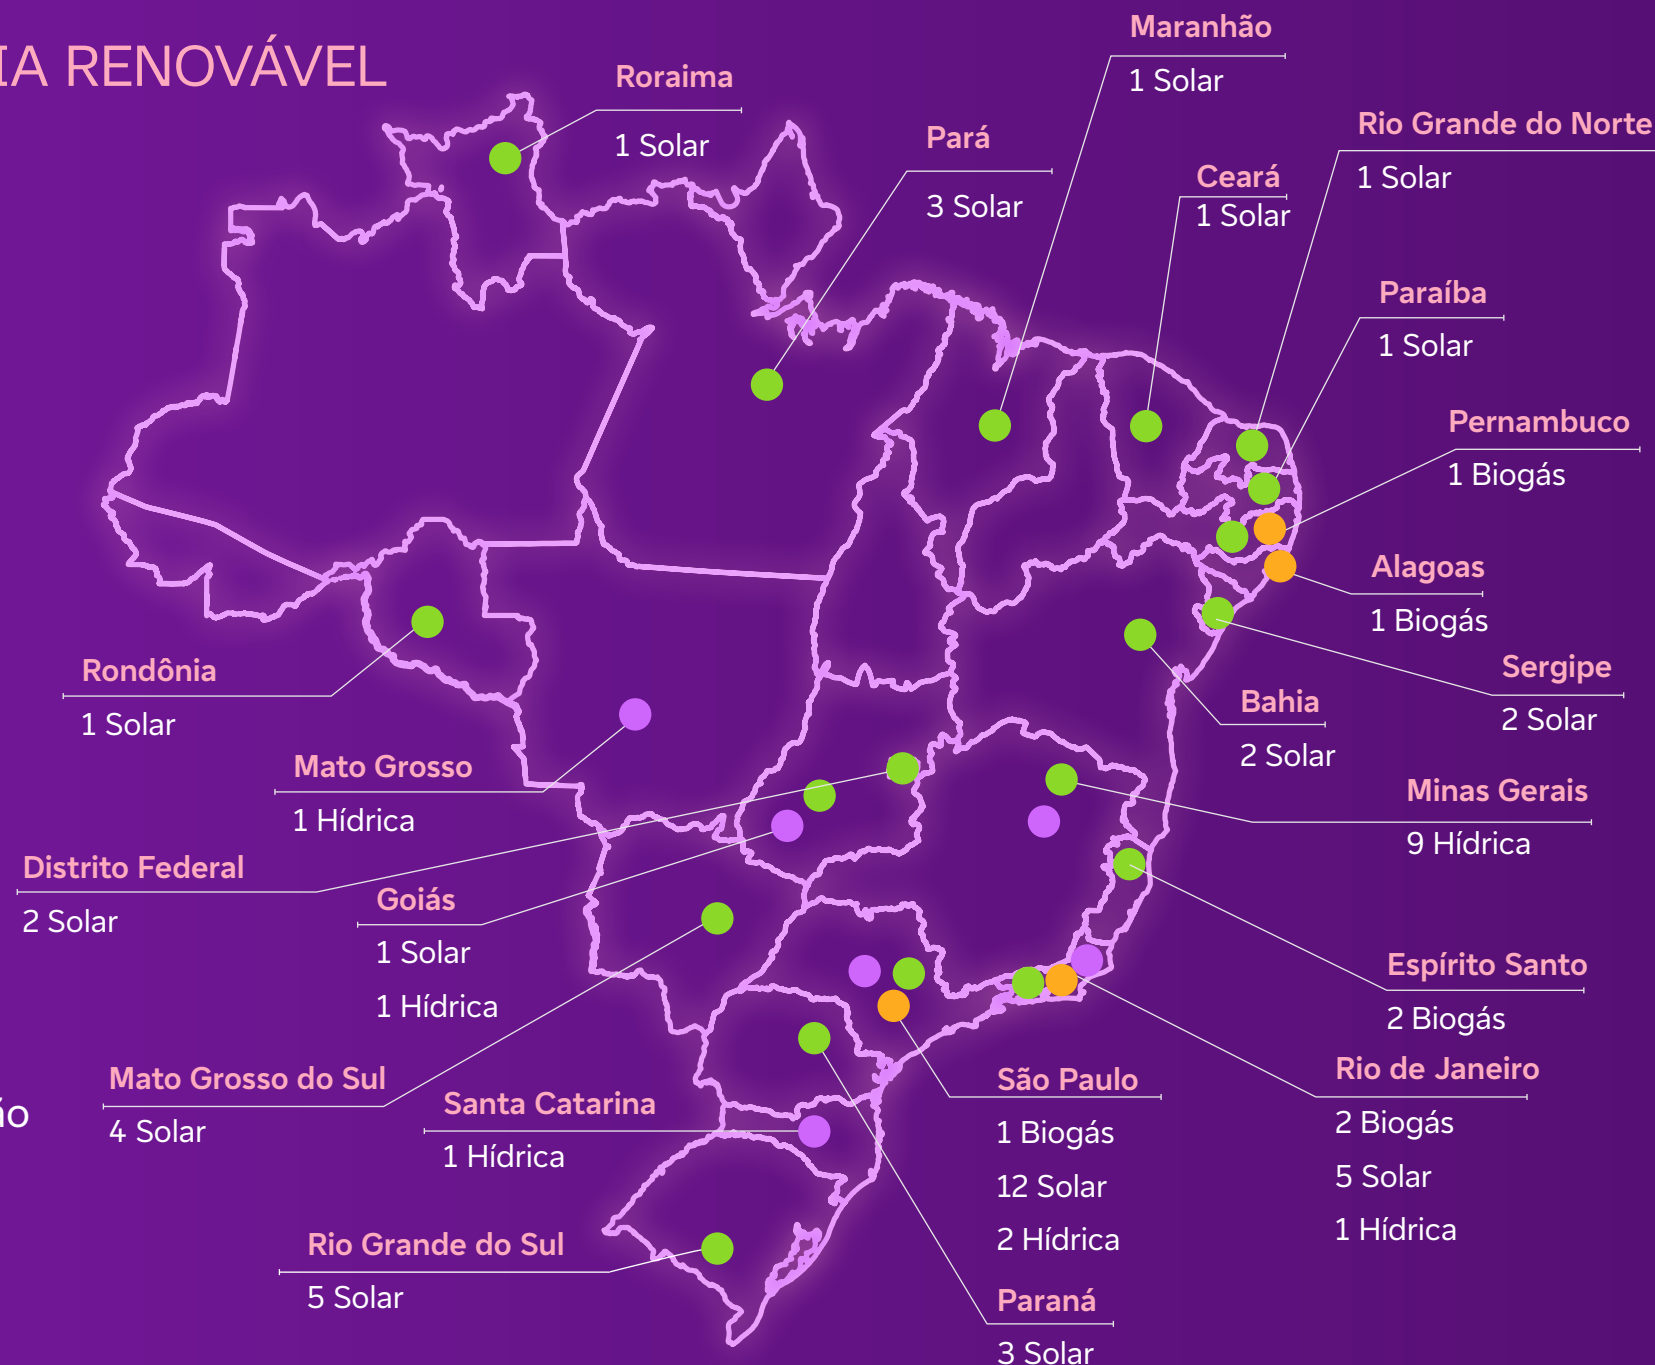 IA RENOVÁVEL
Roraima
1 Solar
Pará
3 Solar
Maranhão
1 Solar
Ceará
1 Solar
Rio Grande do Norte
1 Solar
Paraíba
1 Solar
Pernambuco
1 Biogás
Alagoas
1 Biogás
Sergipe
2 Solar
Bahia
2 Solar
Minas Gerais
9 Hídrica
Espírito Santo
2 Biogás
Rio de Janeiro
2 Biogás
5 Solar
1 Hídrica
São Paulo
1 Biogás
12 Solar
2 Hídrica
Paraná
3 Solar
Rondônia
1 Solar
Mato Grosso
1 Hídrica
Distrito Federal
2 Solar
Goiás
1 Solar
1 Hídrica
Mato Grosso do Sul
4 Solar
ão
Santa Catarina
1 Hídrica
Rio Grande do Sul
5 Solar